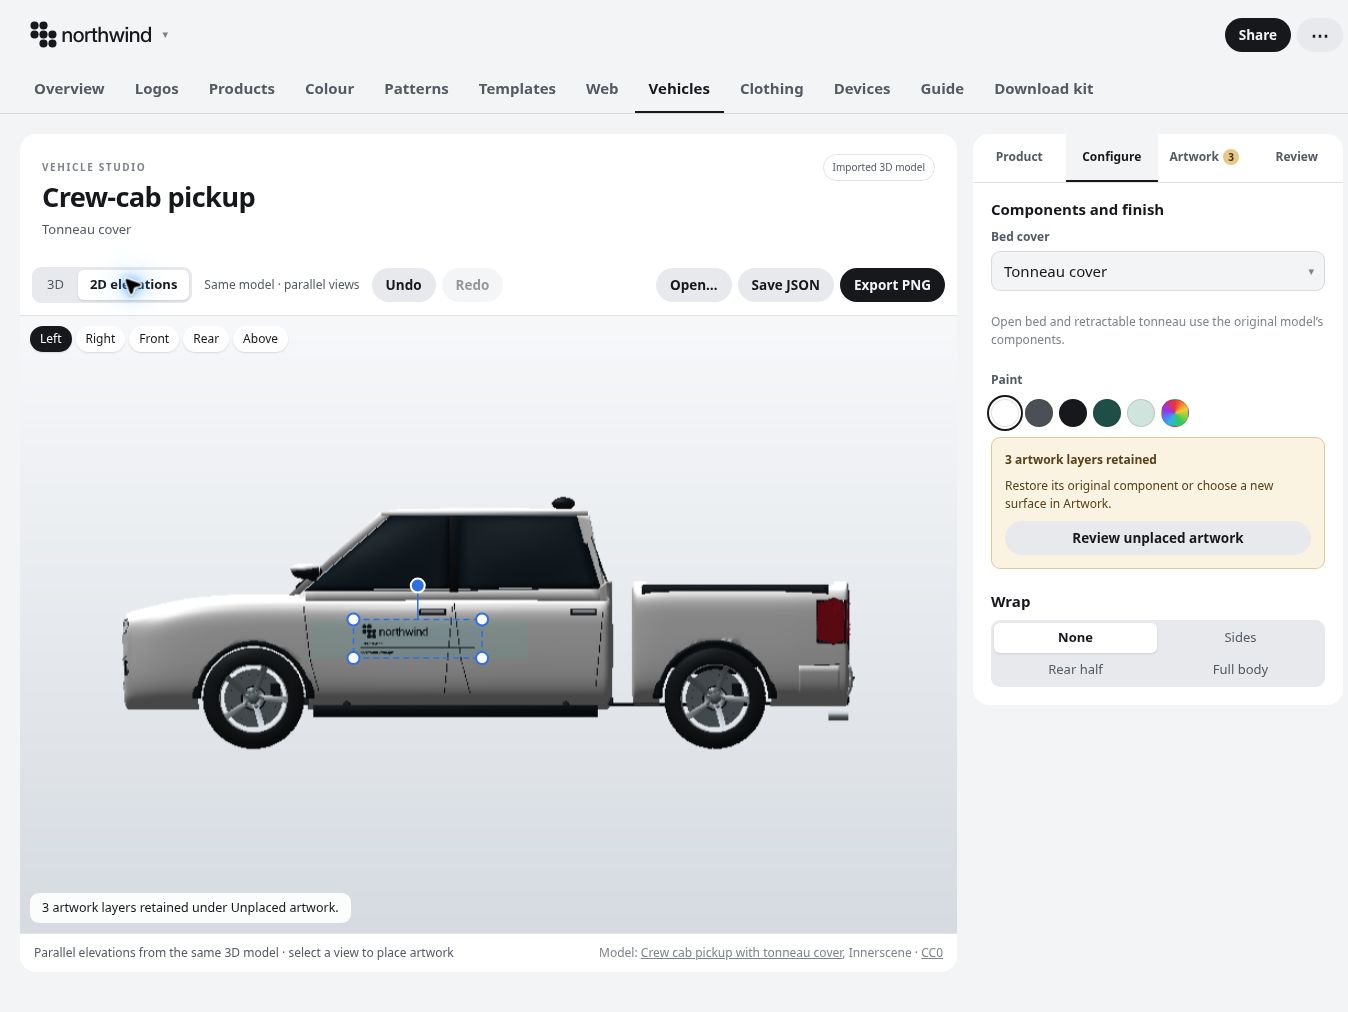 northwind
Share
Overview Logos Products Colour Patterns Templates Web Vehicles Clothing Devices Guide Download kit
VEHICLE STUDIO
Imported 3D model
Crew-cab pickup
Tonneau cover
3D 2D elevations Same model · parallel views Undo Redo Open... Save JSON Export PNG
Left Right Front Rear Above
northwind
3 artwork layers retained under Unplaced artwork.
Parallel elevations from the same 3D model · select a view to place artwork
Model: Crew cab pickup with tonneau cover, Innerscene · CC0
Product Configure Artwork 3 Review
Components and finish
Bed cover
Tonneau cover
Open bed and retractable tonneau use the original model's
components.
Paint
3 artwork layers retained
Restore its original component or choose a new
surface in Artwork.
Review unplaced artwork
Wrap
None Sides
Rear half Full body